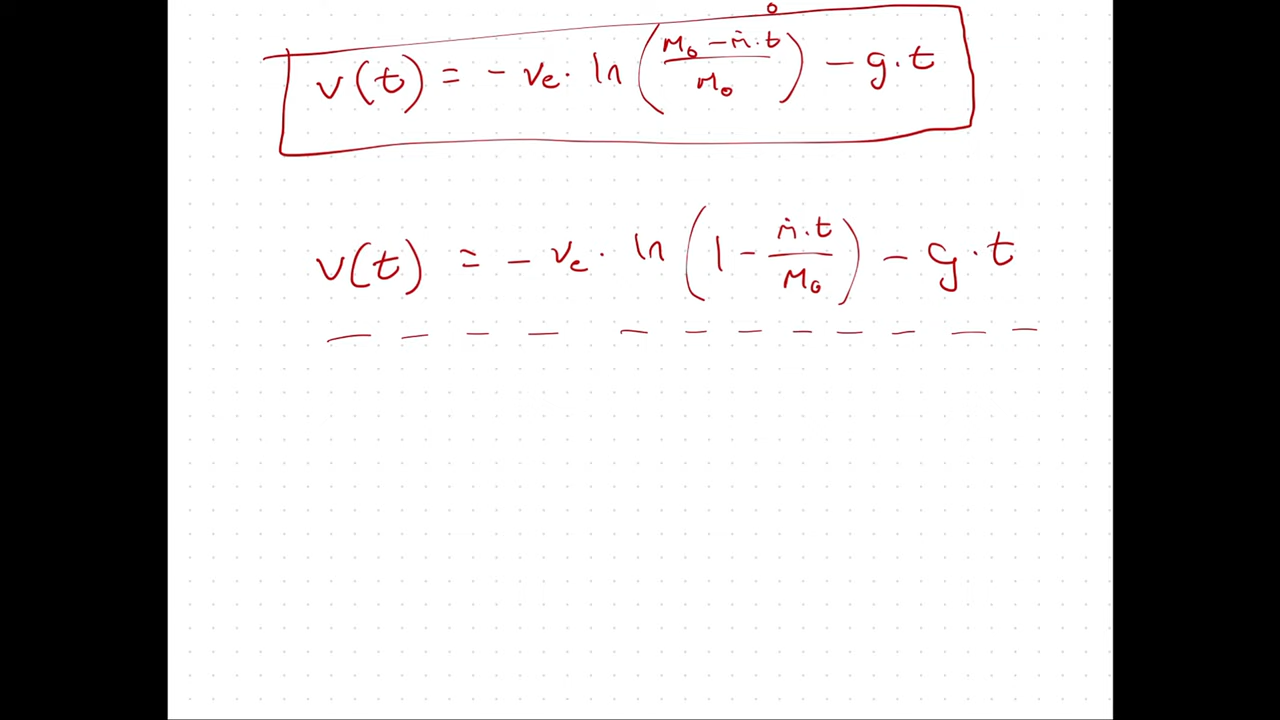 v(t) = - ve · ln((M0 - ṁ·t)/M0) - g·t
v(t) = - ve · ln(1 - ṁ·t/M0) - g·t